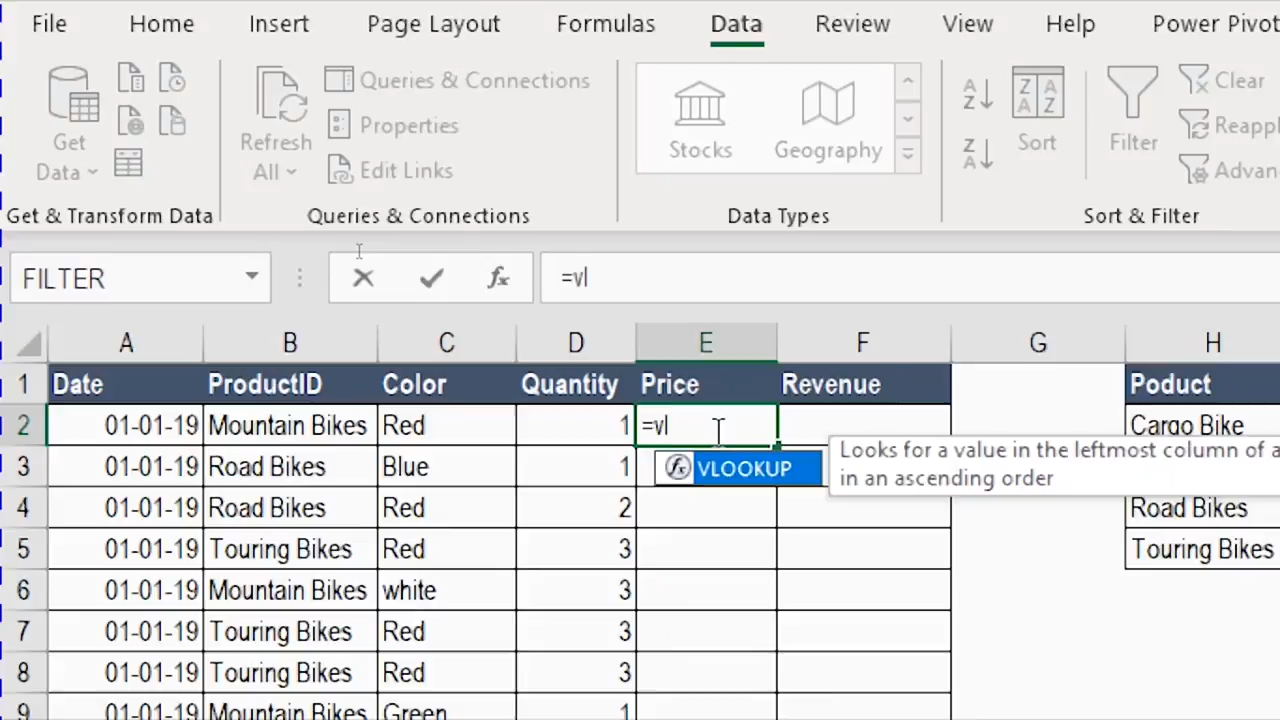 File Home Insert Page Layout Formulas Data Review View Help Power Pivot
Get Data
Refresh All
Queries & Connections
Properties
Edit Links
Stocks
Geography
Sort
Filter
Clear
Get & Transform Data
Queries & Connections
Data Types
Sort & Filter
FILTER fx =vl
A B C D E F G H
1 Date ProductID Color Quantity Price Revenue Poduct
2 01-01-19 Mountain Bikes Red 1 =vl Cargo Bike
3 01-01-19 Road Bikes Blue 1
fx VLOOKUP
Looks for a value in the leftmost column of a
in an ascending order
4 01-01-19 Road Bikes Red 2 Road Bikes
5 01-01-19 Touring Bikes Red 3 Touring Bikes
6 01-01-19 Mountain Bikes white 3
7 01-01-19 Touring Bikes Red 3
8 01-01-19 Touring Bikes Red 3
9 01-01-19 Mountain Bikes Green 1